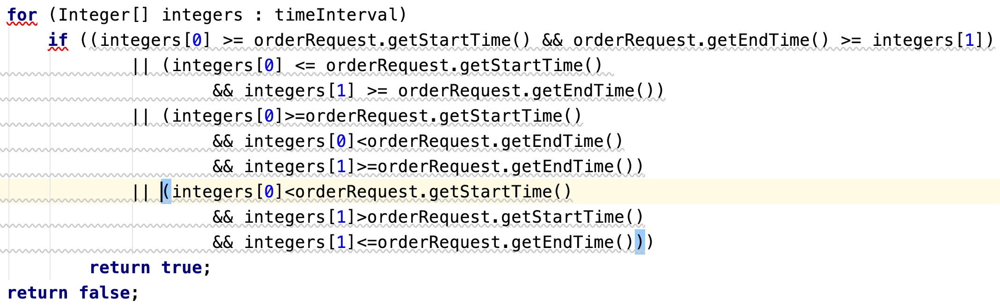 for (Integer[] integers : timeInterval)
if ((integers[0] >= orderRequest.getStartTime() && orderRequest.getEndTime() >= integers[1])
|| (integers[0] <= orderRequest.getStartTime()
&& integers[1] >= orderRequest.getEndTime())
|| (integers[0]>=orderRequest.getStartTime()
&& integers[0]<orderRequest.getEndTime()
&& integers[1]>=orderRequest.getEndTime())
|| (integers[0]<orderRequest.getStartTime()
&& integers[1]>orderRequest.getStartTime()
&& integers[1]<=orderRequest.getEndTime()))
return true;
return false;